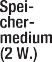 Spei-
cher-
medium
(2 W.)